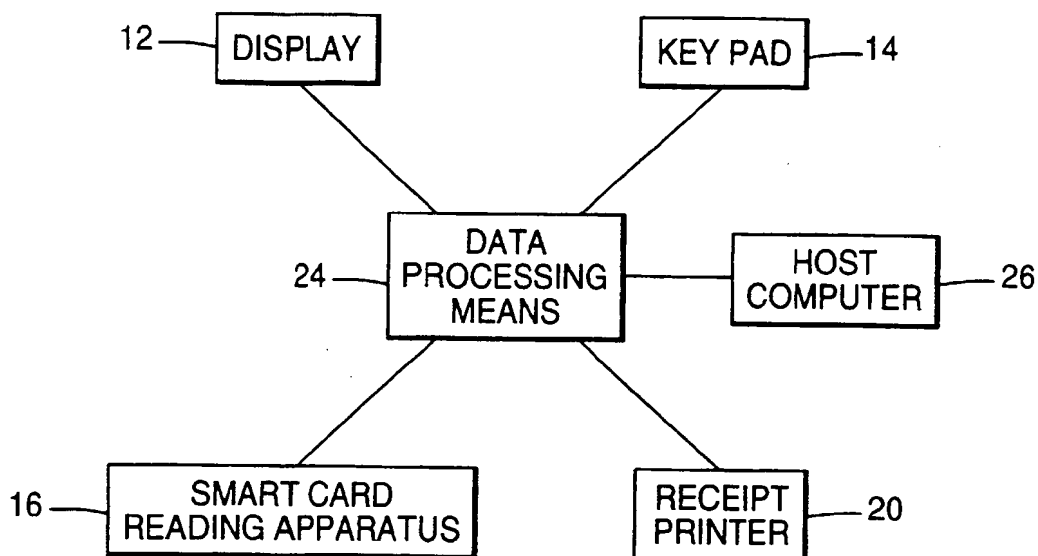 12
DISPLAY
KEY PAD
14
24
DATA
PROCESSING
MEANS
HOST
COMPUTER
26
16
SMART CARD
READING APPARATUS
RECEIPT
PRINTER
20